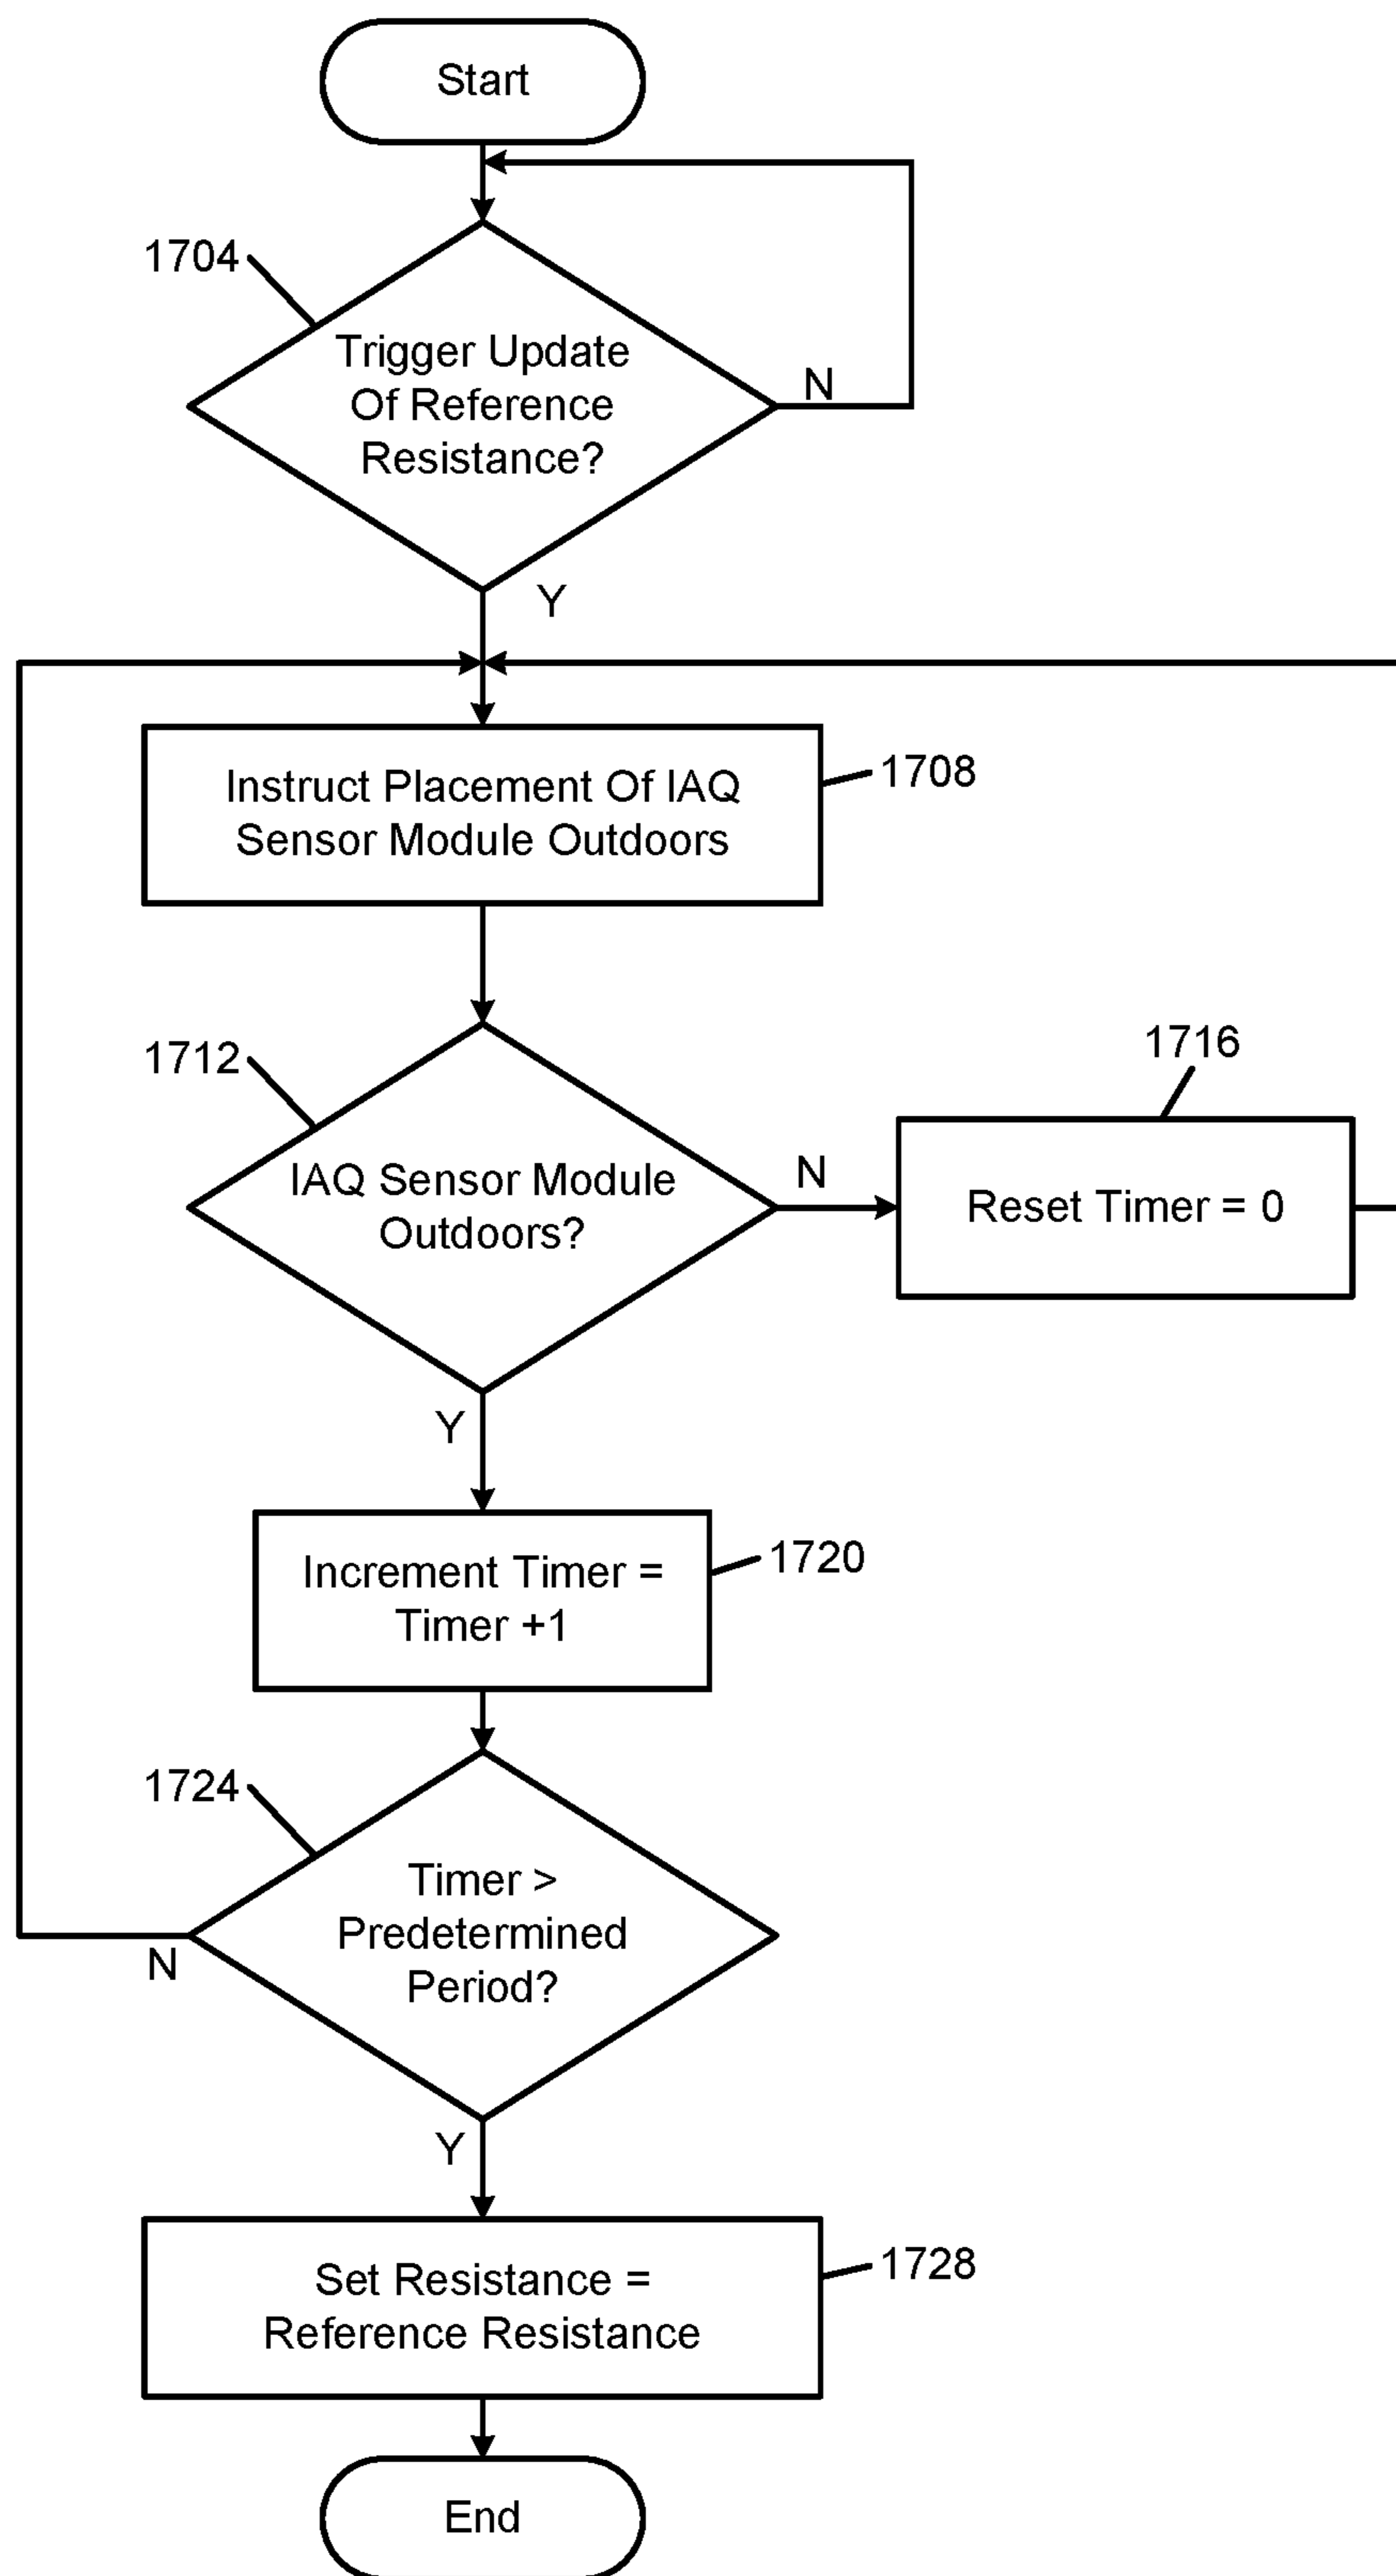 Start
1704
Trigger Update
Of Reference
Resistance?
N
Y
Instruct Placement Of IAQ
Sensor Module Outdoors
1708
1712
IAQ Sensor Module
Outdoors?
N
1716
Reset Timer = 0
Y
Increment Timer =
Timer +1
1720
1724
Timer >
Predetermined
Period?
N
Y
Set Resistance =
Reference Resistance
1728
End